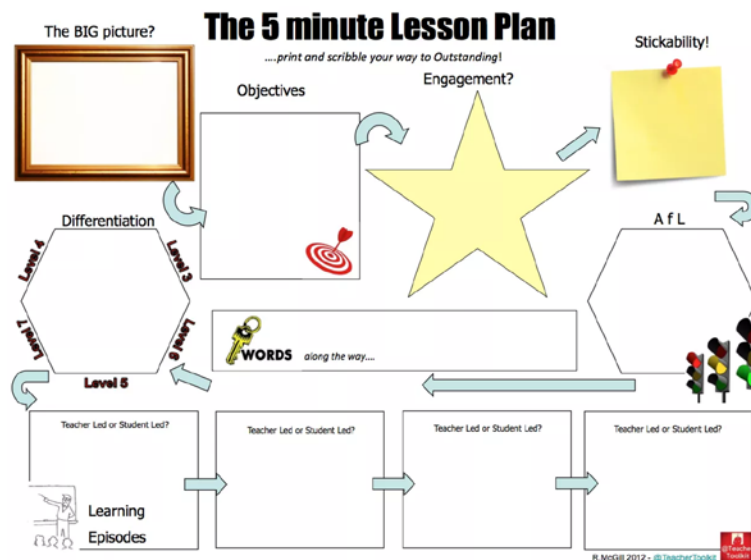 The 5 minute Lesson Plan
....print and scribble your way to Outstanding!
The BIG picture?
Objectives
Engagement?
Stickability!
A f L
WORDS along the way....
Differentiation
Level 4
Level 3
Level 7
Level 6
Level 5
Teacher Led or Student Led?
Learning
Episodes
Teacher Led or Student Led?
Teacher Led or Student Led?
Teacher Led or Student Led?
R.McGill 2012 - @TeacherToolkit
@Teacher
Toolkit